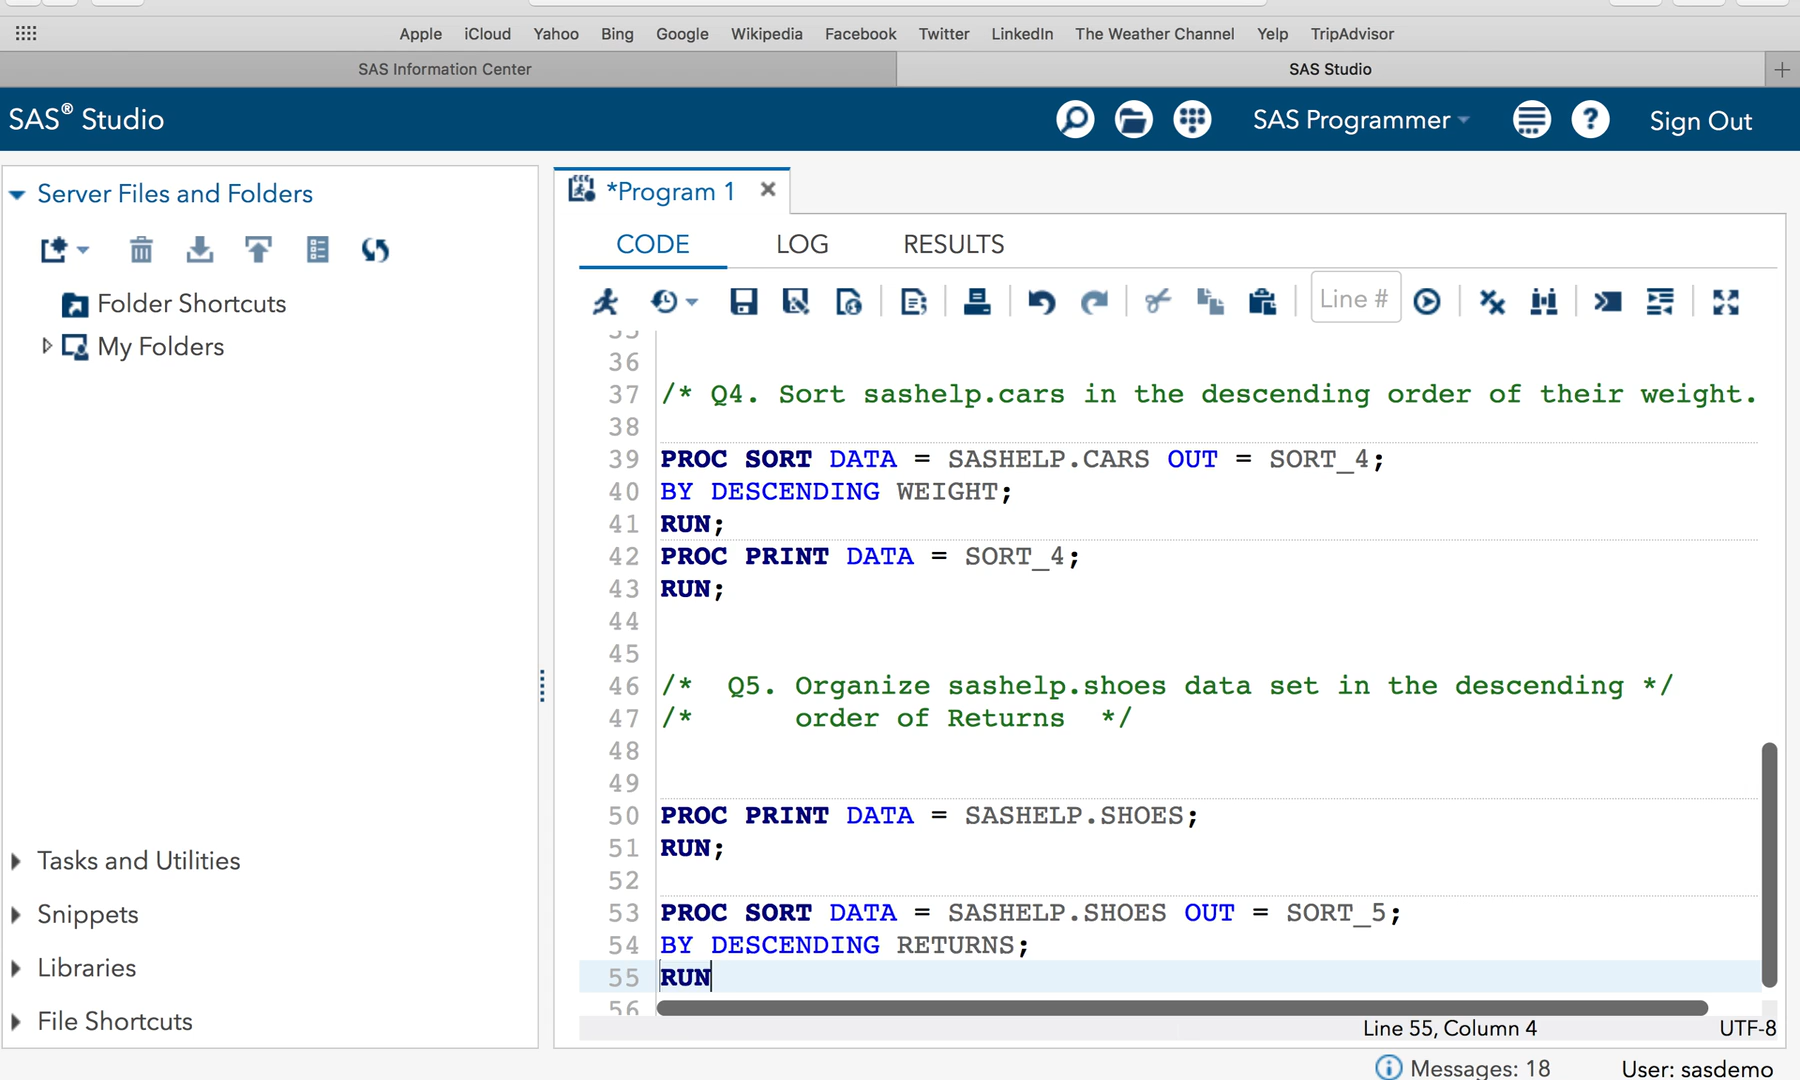 Apple iCloud Yahoo Bing Google Wikipedia Facebook Twitter LinkedIn The Weather Channel Yelp TripAdvisor
SAS Information Center
SAS Studio
SAS® Studio
SAS Programmer
Sign Out
Server Files and Folders
Folder Shortcuts
My Folders
Tasks and Utilities
Snippets
Libraries
File Shortcuts
*Program 1
CODE LOG RESULTS
Line #
35
36
37 /* Q4. Sort sashelp.cars in the descending order of their weight.
38
39 PROC SORT DATA = SASHELP.CARS OUT = SORT_4;
40 BY DESCENDING WEIGHT;
41 RUN;
42 PROC PRINT DATA = SORT_4;
43 RUN;
44
45
46 /* Q5. Organize sashelp.shoes data set in the descending */
47 /* order of Returns */
48
49
50 PROC PRINT DATA = SASHELP.SHOES;
51 RUN;
52
53 PROC SORT DATA = SASHELP.SHOES OUT = SORT_5;
54 BY DESCENDING RETURNS;
55 RUN
56
Line 55, Column 4
UTF-8
Messages: 18
User: sasdemo